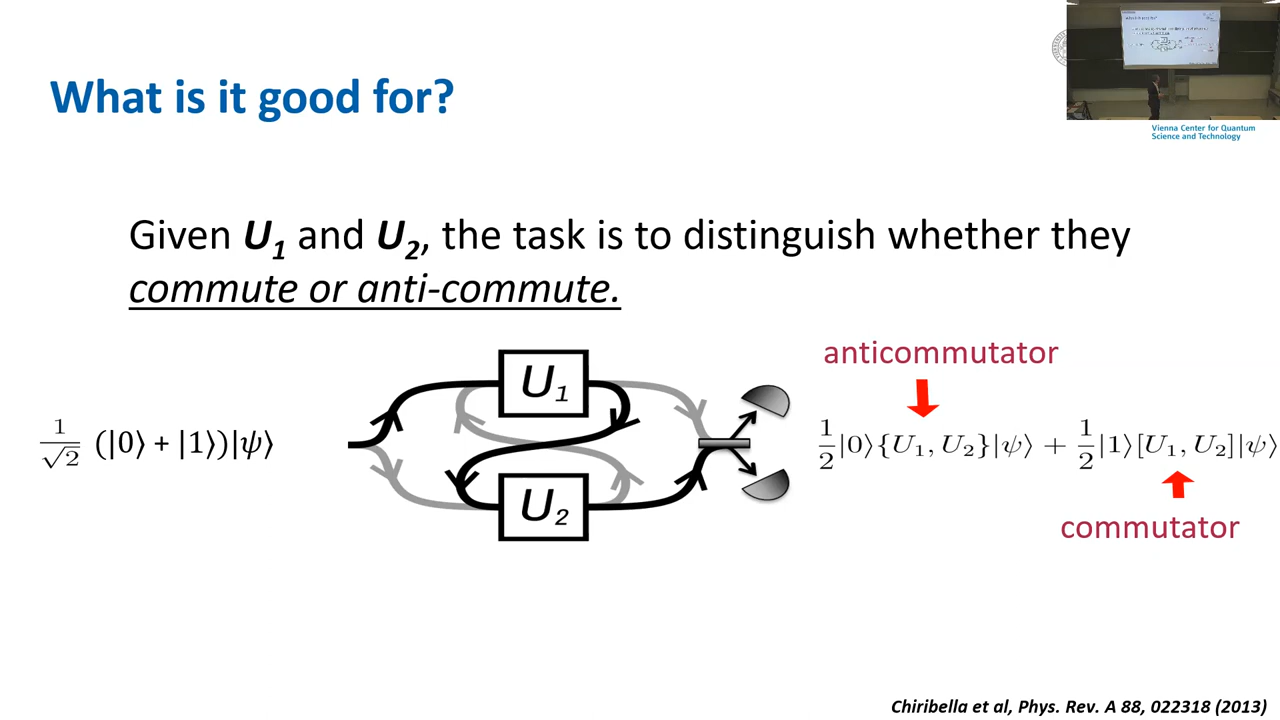 What is it good for?
Vienna Center for Quantum
Science and Technology
Given U₁ and U₂, the task is to distinguish whether they
commute or anti-commute.
anticommutator
1/√2 (|0⟩ + |1⟩)|ψ⟩
U₁
U₂
1/2|0⟩{U₁, U₂}|ψ⟩ + 1/2|1⟩[U₁, U₂]|ψ⟩
commutator
Chiribella et al, Phys. Rev. A 88, 022318 (2013)